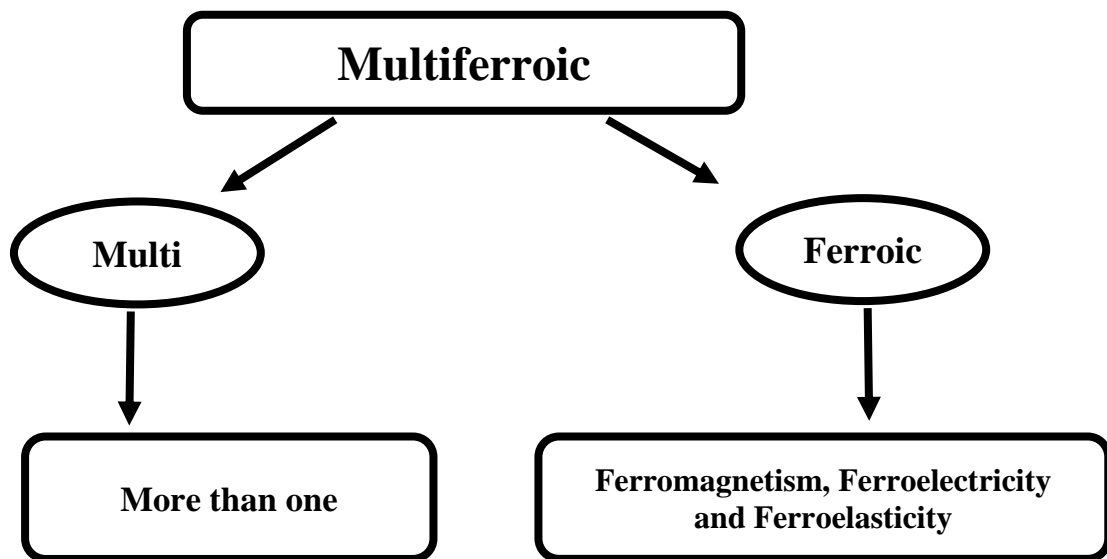 Multiferroic
Multi
Ferroic
More than one
Ferromagnetism, Ferroelectricity
and Ferroelasticity